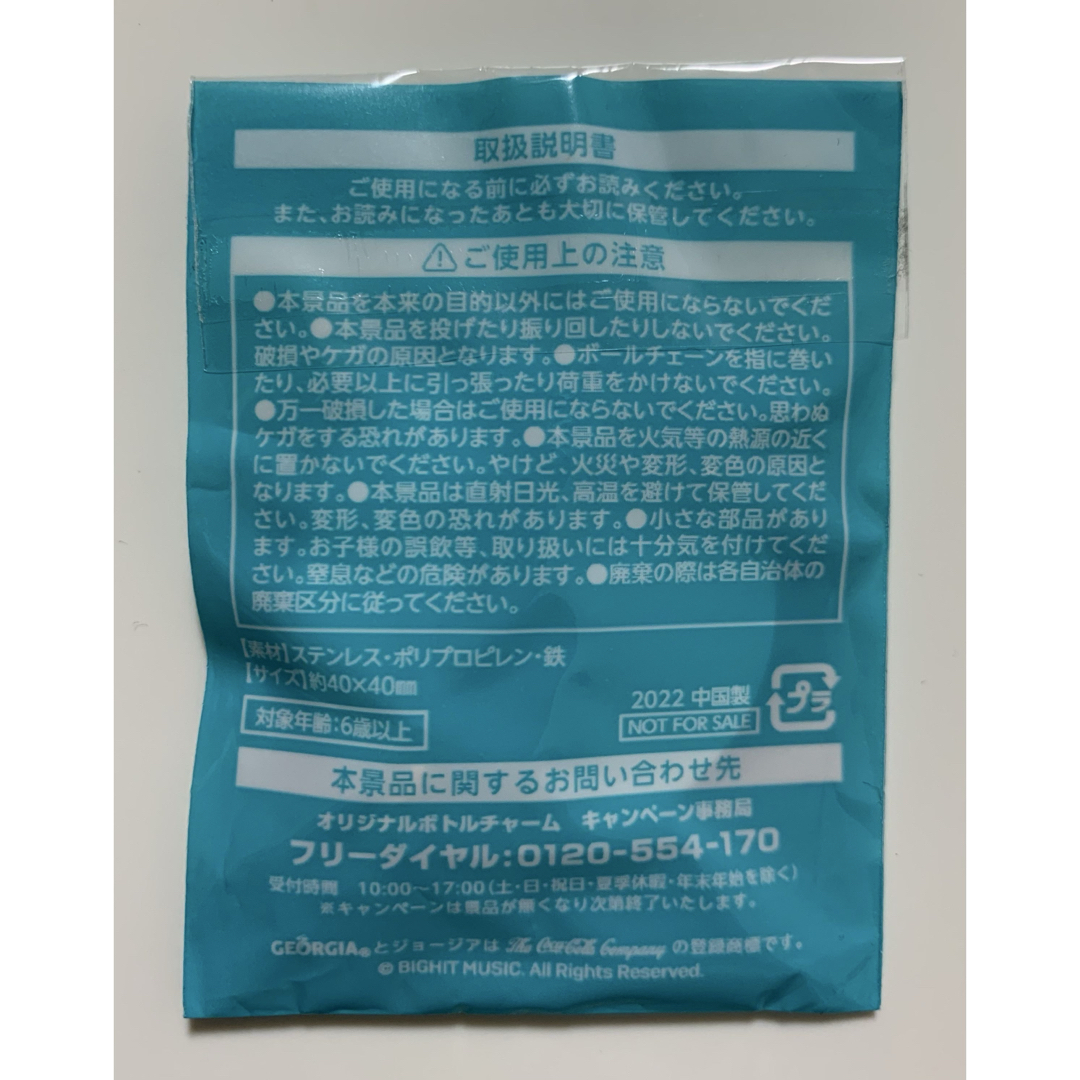 取扱説明書
ご使用になる前に必ずお読みください。
また、お読みになったあとも大切に保管してください。
⚠ご使用上の注意
●本景品を本来の目的以外にはご使用にならないでくだ
さい。●本景品を投げたり振り回したりしないでください。
破損やケガの原因となります。●ボールチェーンを指に巻い
たり、必要以上に引っ張ったり荷重をかけないでください。
●万一破損した場合はご使用にならないでください。思わぬ
ケガをする恐れがあります。●本景品を火気等の熱源の近く
に置かないでください。やけど、火災や変形、変色の原因と
なります。●本景品は直射日光、高温を避けて保管してくだ
さい。変形、変色の恐れがあります。●小さな部品があり
ます。お子様の誤飲等、取り扱いには十分気を付けてくだ
さい。窒息などの危険があります。●廃棄の際は各自治体の
廃棄区分に従ってください。
【素材】ステンレス・ポリプロピレン・鉄
【サイズ】約40×40㎜
対象年齢:6歳以上
2022 中国製
NOT FOR SALE
プラ
本景品に関するお問い合わせ先
オリジナルボトルチャーム　キャンペーン事務局
フリーダイヤル:0120-554-170
受付時間　10:00〜17:00(土・日・祝日・夏季休暇・年末年始を除く)
※キャンペーンは景品が無くなり次第終了いたします。
GEORGIA®とジョージアは The Coca-Cola Company の登録商標です。
© BIGHIT MUSIC. All Rights Reserved.